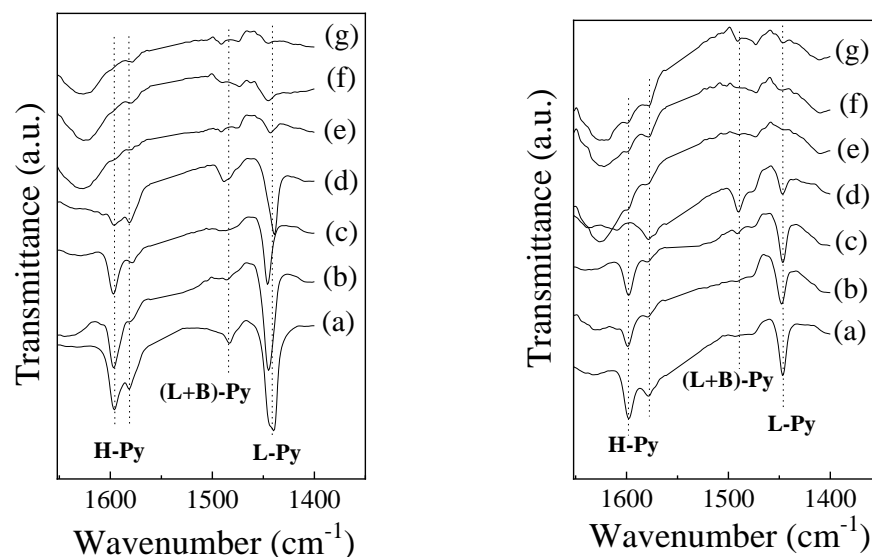 Transmittance (a.u.)
(g)
(f)
(e)
(d)
(c)
(b)
(a)
(L+B)-Py
H-Py
L-Py
1600
1500
1400
Wavenumber (cm-1)
Transmittance (a.u.)
(g)
(f)
(e)
(d)
(c)
(b)
(a)
(L+B)-Py
H-Py
L-Py
1600
1500
1400
Wavenumber (cm-1)